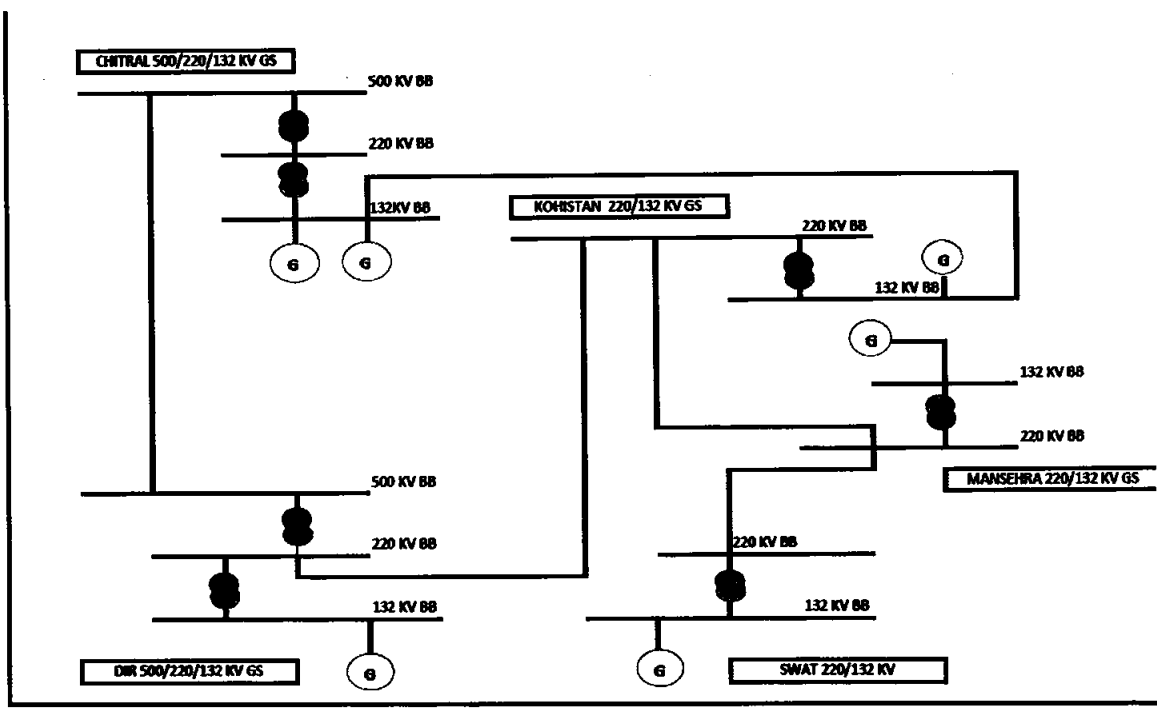 CHITRAL 500/220/132 KV GS
500 KV BB
220 KV BB
132KV BB
G
G
KOHISTAN 220/132 KV GS
220 KV BB
G
132 KV BB
G
132 KV BB
220 KV BB
MANSEHRA 220/132 KV GS
500 KV BB
220 KV BB
132 KV BB
G
DIR 500/220/132 KV GS
220 KV BB
132 KV BB
G
SWAT 220/132 KV